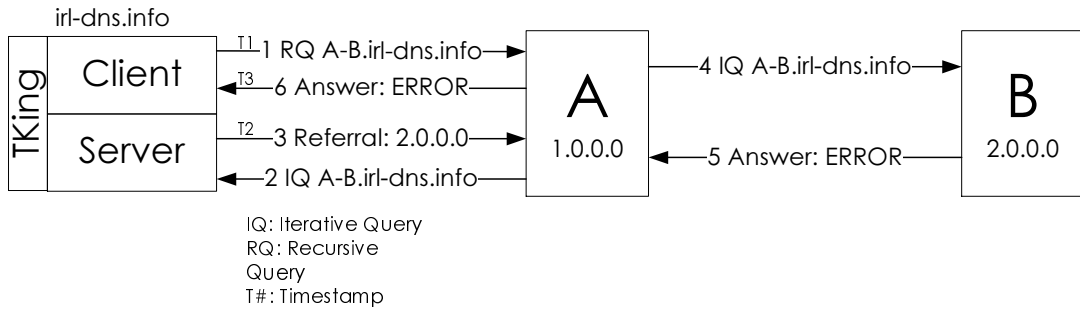 irl-dns.info
TKing
Client
Server
T1
1 RQ A-B.irl-dns.info
T3
6 Answer: ERROR
T2
3 Referral: 2.0.0.0
2 IQ A-B.irl-dns.info
A
1.0.0.0
4 IQ A-B.irl-dns.info
5 Answer: ERROR
B
2.0.0.0
IQ: Iterative Query
RQ: Recursive
Query
T#: Timestamp